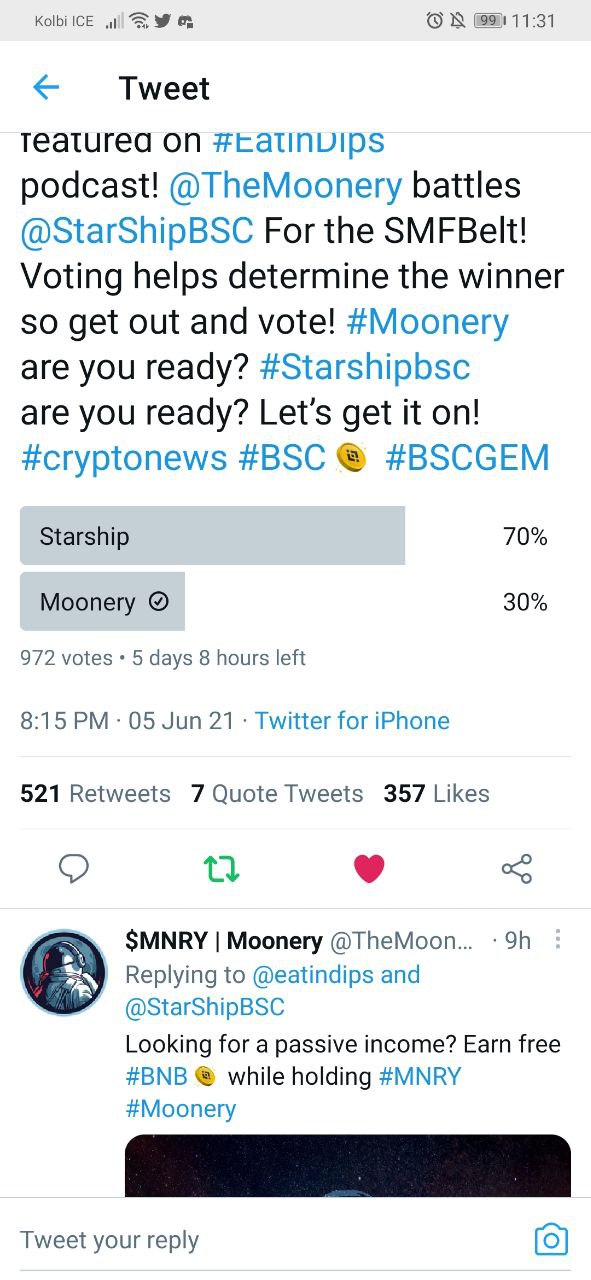 Kolbi ICE 99 11:31
Tweet
featured on #EatinDips
podcast! @TheMoonery battles
@StarShipBSC For the SMFBelt!
Voting helps determine the winner
so get out and vote! #Moonery
are you ready? #Starshipbsc
are you ready? Let’s get it on!
#cryptonews #BSC #BSCGEM
Starship 70%
Moonery 30%
972 votes • 5 days 8 hours left
8:15 PM · 05 Jun 21 · Twitter for iPhone
521 Retweets 7 Quote Tweets 357 Likes
$MNRY | Moonery @TheMoon... · 9h
Replying to @eatindips and
@StarShipBSC
Looking for a passive income? Earn free
#BNB while holding #MNRY
#Moonery
Tweet your reply